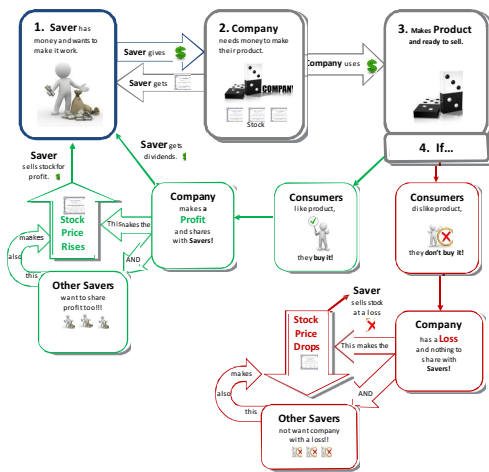 1. Saver has
money and wants to
make it work.
Saver gives
Saver gets
2. Company
needs money to make
their product.
COMPANY
Stock
Company uses
3. Makes Product
and ready to sell.
4. If...
Saver
sells stock for
profit.
Saver gets
dividends.
Stock
Price
Rises
This makes the
Company
makes a
Profit
and shares
with Savers!
Consumers
like product,
they buy it!
Consumers
dislike product,
they don't buy it!
makes
also
this
AND
Other Savers
want to share
profit too!!!
Saver
sells stock
at a loss
Stock
Price
Drops
This makes the
Company
has a Loss
and nothing to
share with
Savers!
makes
also
this
AND
Other Savers
not want company
with a loss!!